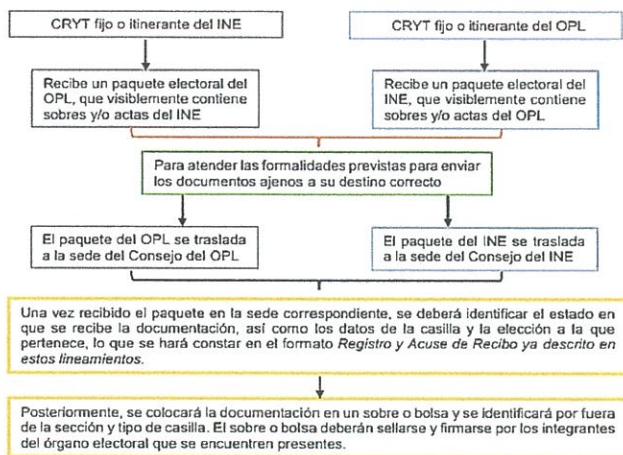 CRYT fijo o itinerante del INE
CRYT fijo o itinerante del OPL
Recibe un paquete electoral del
OPL, que visiblemente contiene
sobres y/o actas del INE
Recibe un paquete electoral del
INE, que visiblemente contiene
sobres y/o actas del OPL
Para atender las formalidades previstas para enviar
los documentos ajenos a su destino correcto
El paquete del OPL se traslada
a la sede del Consejo del OPL
El paquete del INE se traslada
a la sede del Consejo del INE
Una vez recibido el paquete en la sede correspondiente, se deberá identificar el estado en
que se recibe la documentación, así como los datos de la casilla y la elección a la que
pertenece, lo que se hará constar en el formato Registro y Acuse de Recibo ya descrito en
estos lineamientos.
Posteriormente, se colocará la documentación en un sobre o bolsa y se identificará por fuera
de la sección y tipo de casilla. El sobre o bolsa deberán sellarse y firmarse por los integrantes
del órgano electoral que se encuentren presentes.